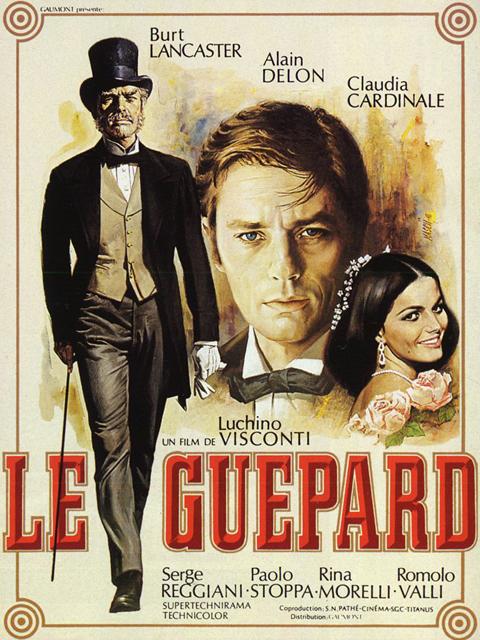 GAUMONT présente:
Burt
LANCASTER
Alain
DELON
Claudia
CARDINALE
Luchino
UN FILM DE VISCONTI
LE GUEPARD
Serge Paolo Rina Romolo
REGGIANI · STOPPA · MORELLI · VALLI
SUPERTECHNIRAMA
TECHNICOLOR
Coproduction: S.N.PATHÉ-CINÉMA-SGC-TITANUS
Distribution: GAUMONT